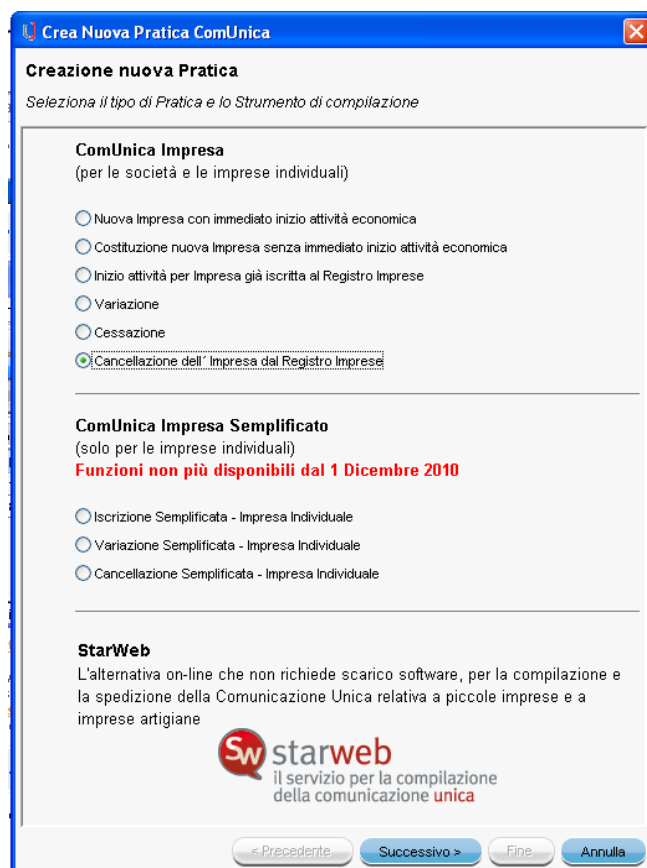 Crea Nuova Pratica ComUnica
Creazione nuova Pratica
Seleziona il tipo di Pratica e lo Strumento di compilazione
ComUnica Impresa
(per le società e le imprese individuali)
Nuova Impresa con immediato inizio attività economica
Costituzione nuova Impresa senza immediato inizio attività economica
Inizio attività per Impresa già iscritta al Registro Imprese
Variazione
Cessazione
Cancellazione dell´ Impresa dal Registro Imprese
ComUnica Impresa Semplificato
(solo per le imprese individuali)
Funzioni non più disponibili dal 1 Dicembre 2010
Iscrizione Semplificata - Impresa Individuale
Variazione Semplificata - Impresa Individuale
Cancellazione Semplificata - Impresa Individuale
StarWeb
L'alternativa on-line che non richiede scarico software, per la compilazione e
la spedizione della Comunicazione Unica relativa a piccole imprese e a
imprese artigiane
Sw starweb
il servizio per la compilazione
della comunicazione unica
< Precedente Successivo > Fine Annulla